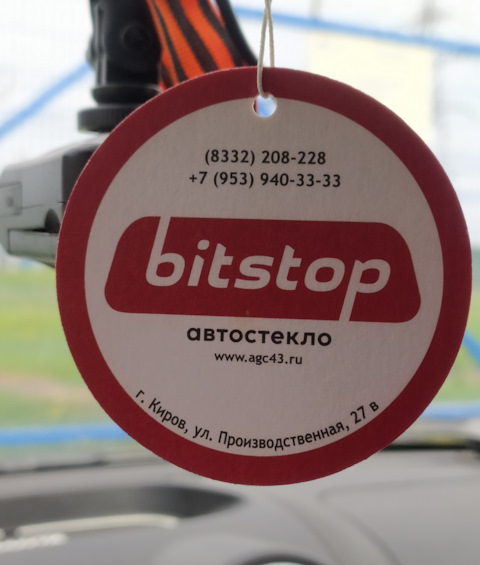 (8332) 208-228
+7 (953) 940-33-33
bitstop
автостекло
www.agc43.ru
г. Киров, ул. Производственная, 27 в